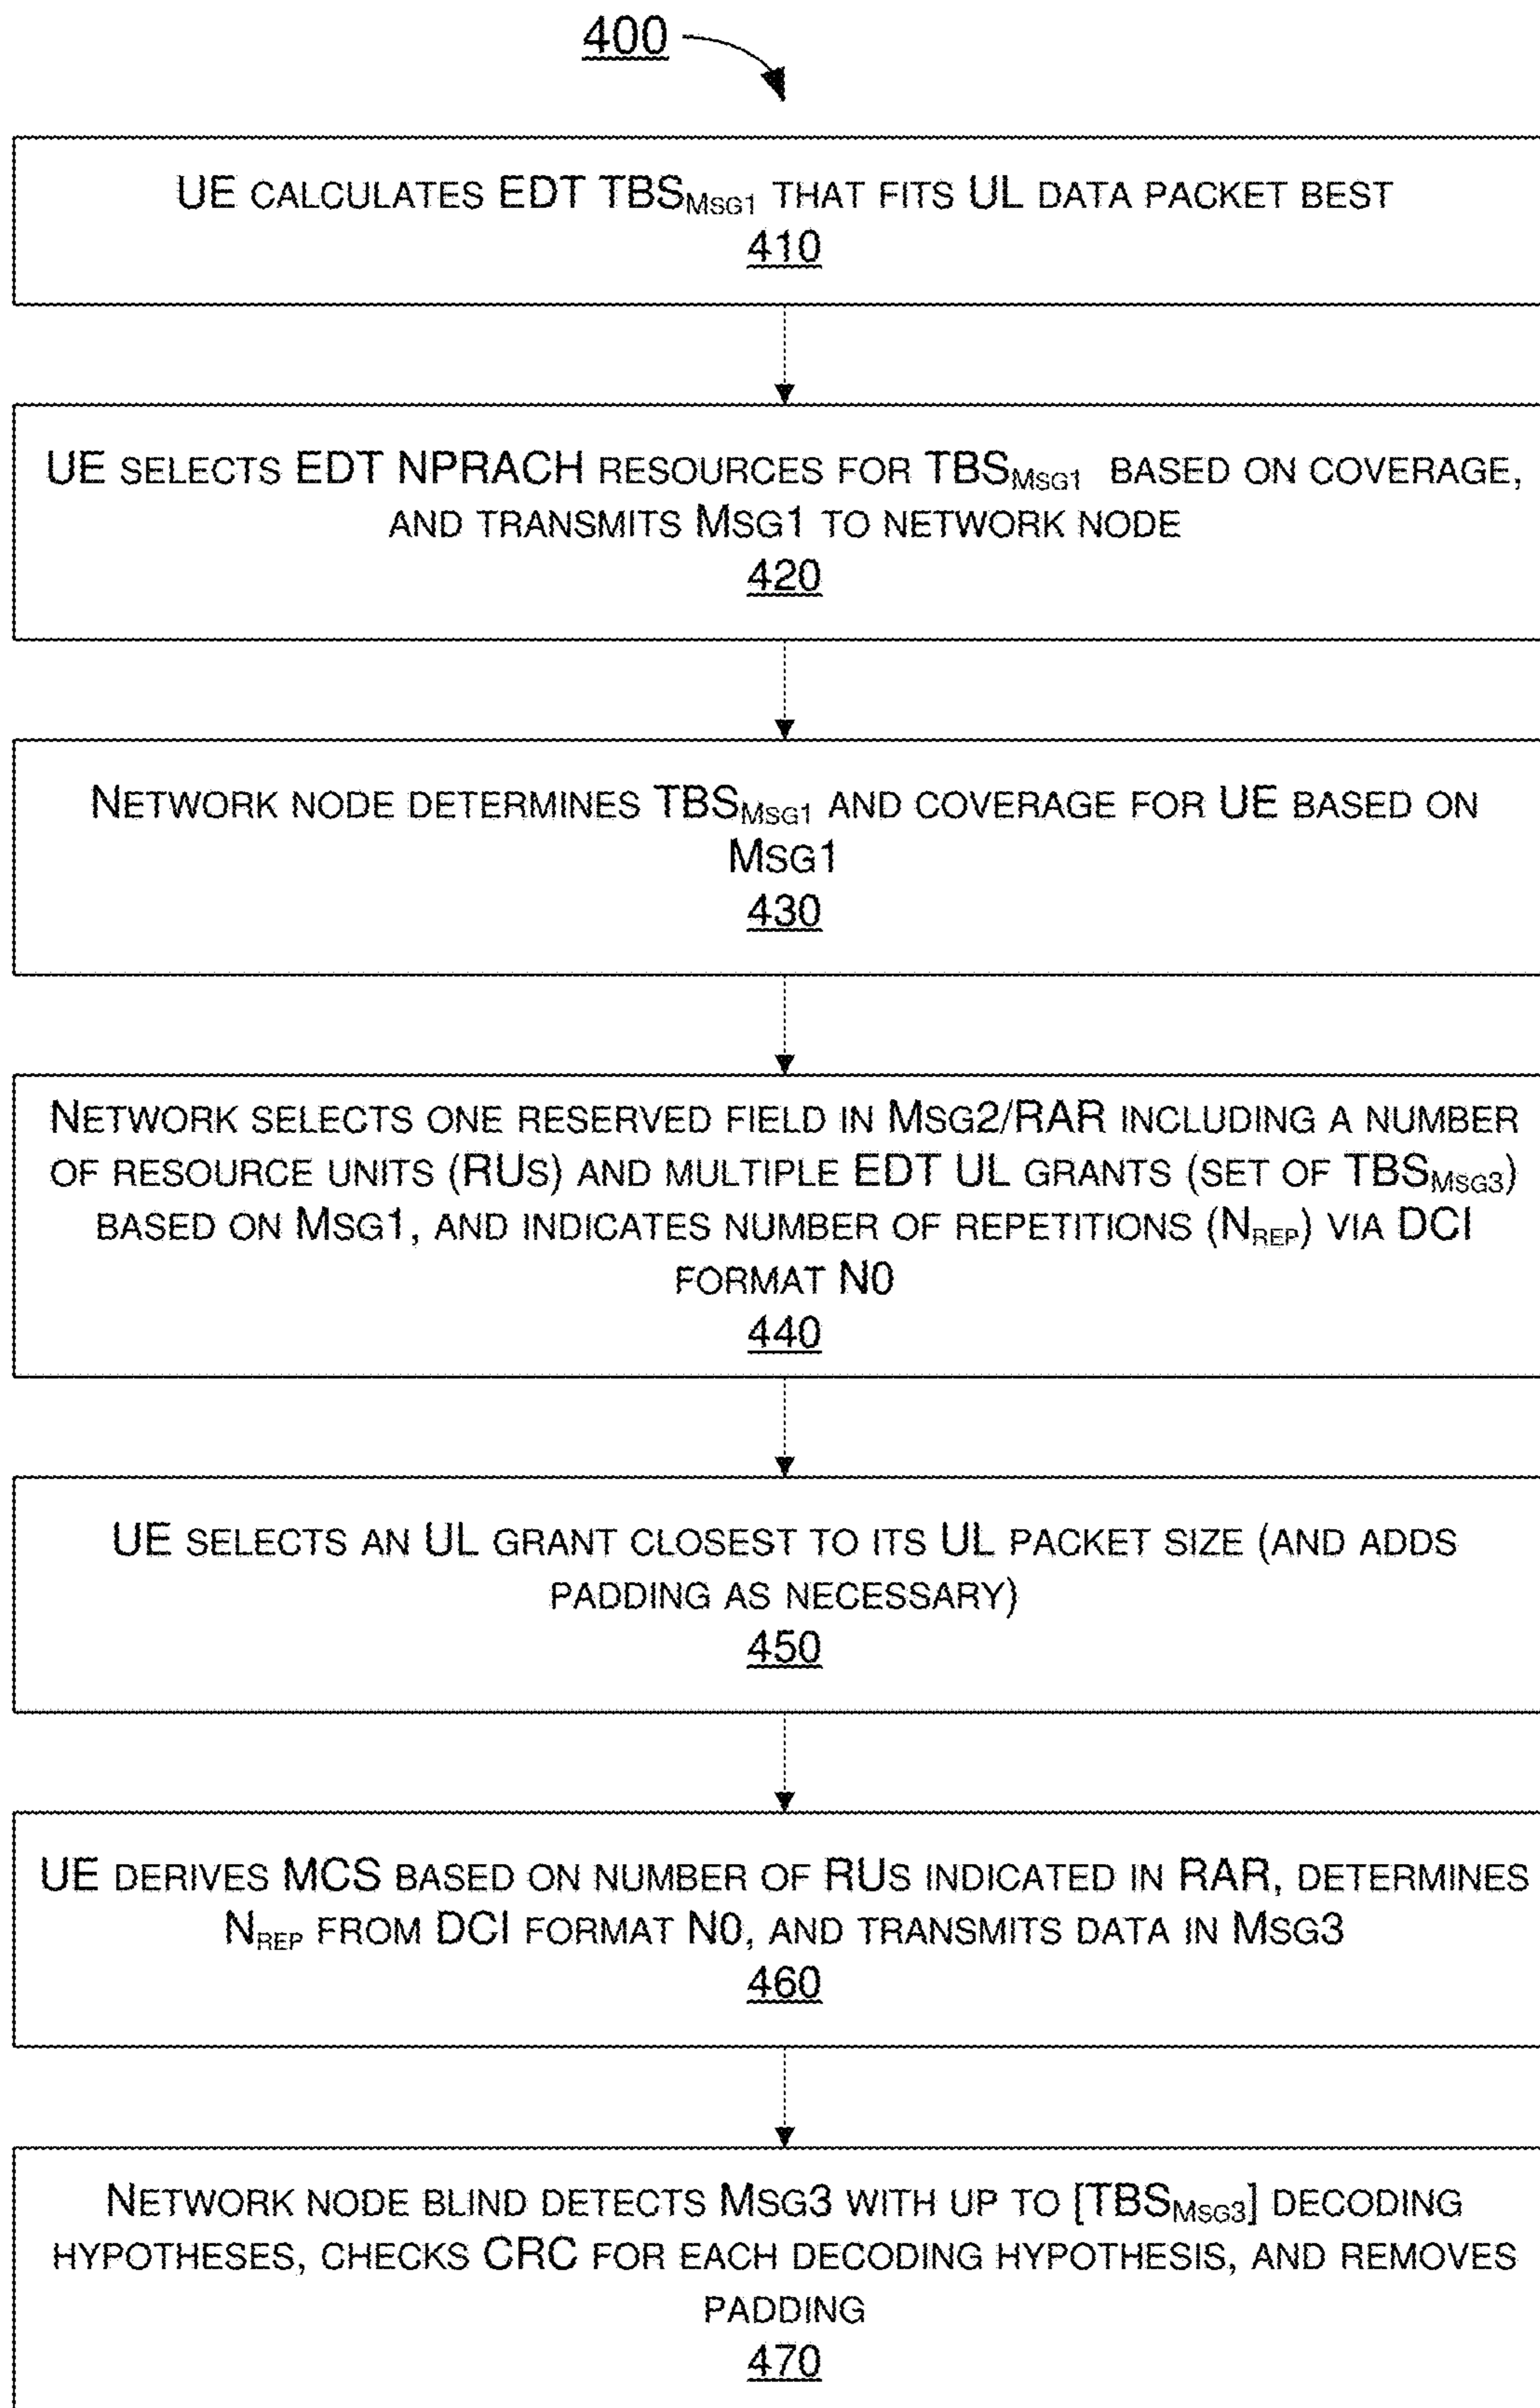 400
UE CALCULATES EDT TBSMSG1 THAT FITS UL DATA PACKET BEST
410
UE SELECTS EDT NPRACH RESOURCES FOR TBSMSG1 BASED ON COVERAGE,
AND TRANSMITS MSG1 TO NETWORK NODE
420
NETWORK NODE DETERMINES TBSMSG1 AND COVERAGE FOR UE BASED ON
MSG1
430
NETWORK SELECTS ONE RESERVED FIELD IN MSG2/RAR INCLUDING A NUMBER
OF RESOURCE UNITS (RUS) AND MULTIPLE EDT UL GRANTS (SET OF TBSMSG3)
BASED ON MSG1, AND INDICATES NUMBER OF REPETITIONS (NREP) VIA DCI
FORMAT N0
440
UE SELECTS AN UL GRANT CLOSEST TO ITS UL PACKET SIZE (AND ADDS
PADDING AS NECESSARY)
450
UE DERIVES MCS BASED ON NUMBER OF RUS INDICATED IN RAR, DETERMINES
NREP FROM DCI FORMAT N0, AND TRANSMITS DATA IN MSG3
460
NETWORK NODE BLIND DETECTS MSG3 WITH UP TO [TBSMSG3] DECODING
HYPOTHESES, CHECKS CRC FOR EACH DECODING HYPOTHESIS, AND REMOVES
PADDING
470